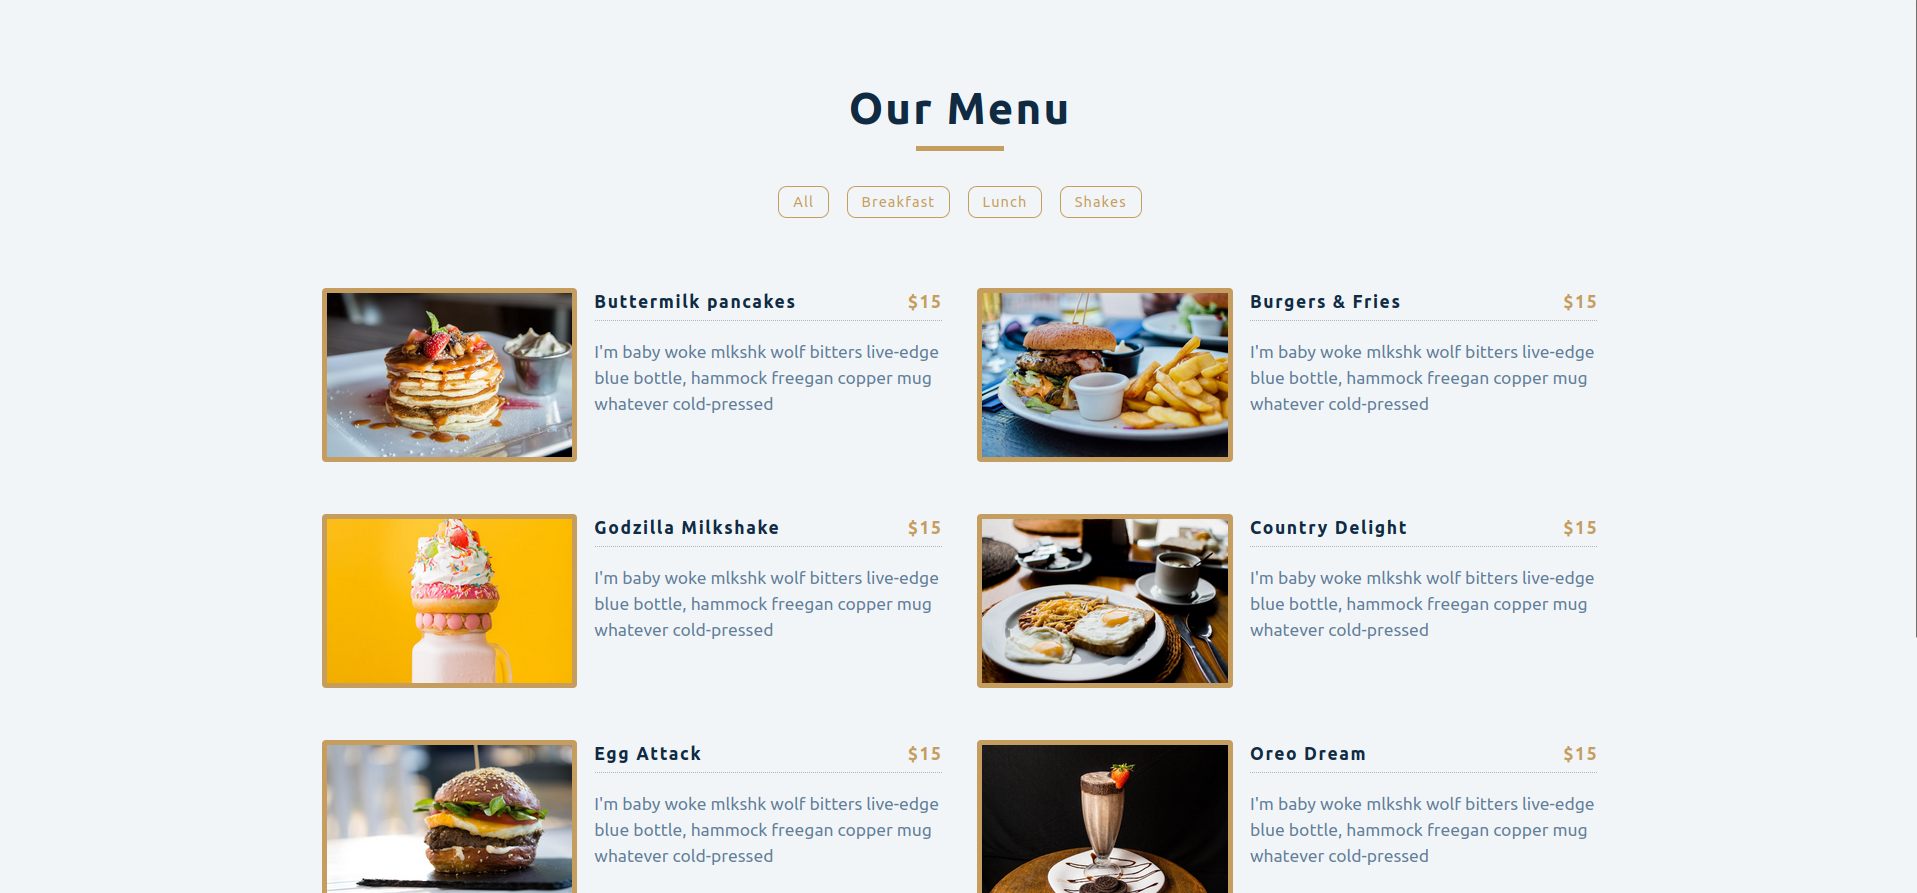 Our Menu
All Breakfast Lunch Shakes
Buttermilk pancakes $15
I'm baby woke mlkshk wolf bitters live-edge
blue bottle, hammock freegan copper mug
whatever cold-pressed
Burgers & Fries $15
I'm baby woke mlkshk wolf bitters live-edge
blue bottle, hammock freegan copper mug
whatever cold-pressed
Godzilla Milkshake $15
I'm baby woke mlkshk wolf bitters live-edge
blue bottle, hammock freegan copper mug
whatever cold-pressed
Country Delight $15
I'm baby woke mlkshk wolf bitters live-edge
blue bottle, hammock freegan copper mug
whatever cold-pressed
Egg Attack $15
I'm baby woke mlkshk wolf bitters live-edge
blue bottle, hammock freegan copper mug
whatever cold-pressed
Oreo Dream $15
I'm baby woke mlkshk wolf bitters live-edge
blue bottle, hammock freegan copper mug
whatever cold-pressed